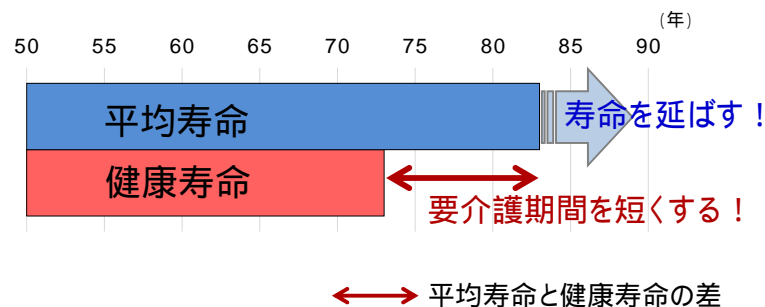 (年)
50 55 60 65 70 75 80 85 90
平均寿命
寿命を延ばす！
健康寿命
要介護期間を短くする！
平均寿命と健康寿命の差